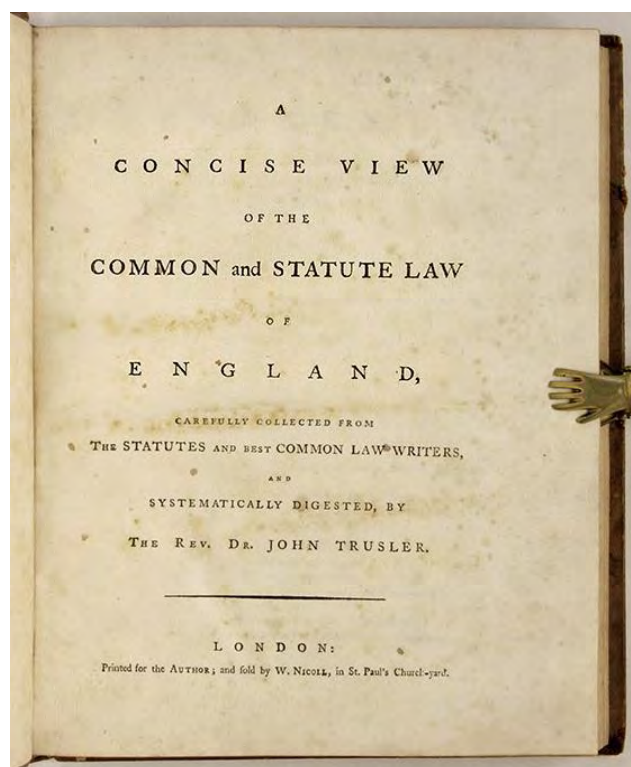 A
CONCISE VIEW
OF THE
COMMON and STATUTE LAW
OF
ENGLAND,
CAREFULLY COLLECTED FROM
THE STATUTES AND BEST COMMON LAW WRITERS,
AND
SYSTEMATICALLY DIGESTED, BY
THE REV. DR. JOHN TRUSLER.
LONDON:
Printed for the AUTHOR; and ſold by W. NICOLL, in St. Paul's Church-yard.